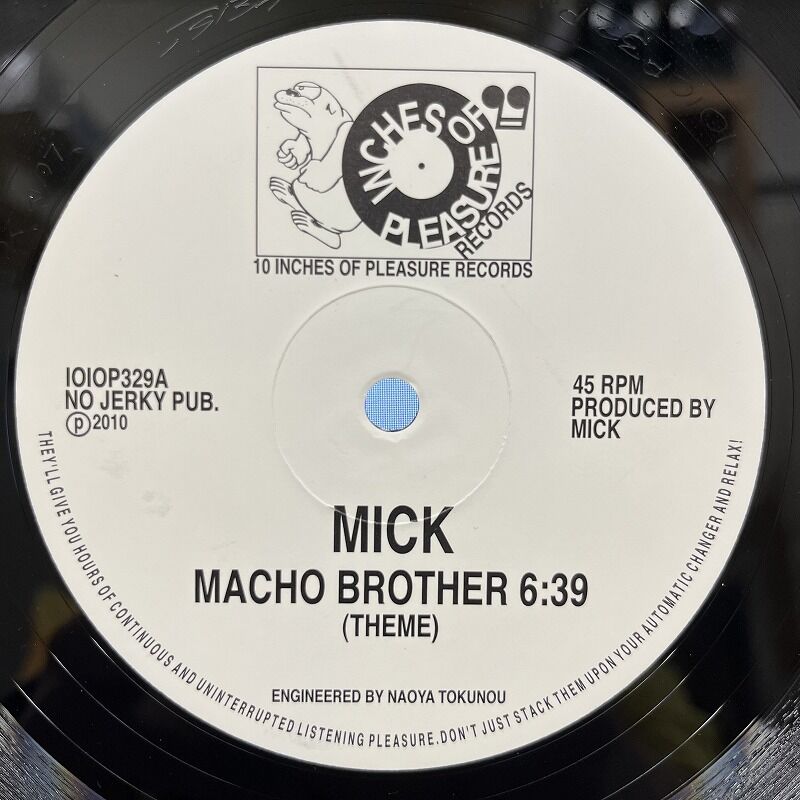 INCHES OF PLEASURE
RECORDS
10 INCHES OF PLEASURE RECORDS
IOIOP329A
NO JERKY PUB.
℗2010
45 RPM
PRODUCED BY
MICK
MICK
MACHO BROTHER 6:39
(THEME)
ENGINEERED BY NAOYA TOKUNOU
THEY'LL GIVE YOU HOURS OF CONTINUOUS AND UNINTERRUPTED LISTENING PLEASURE.DON'T JUST STACK THEM UPON YOUR AUTOMATIC CHANGER AND RELAX!